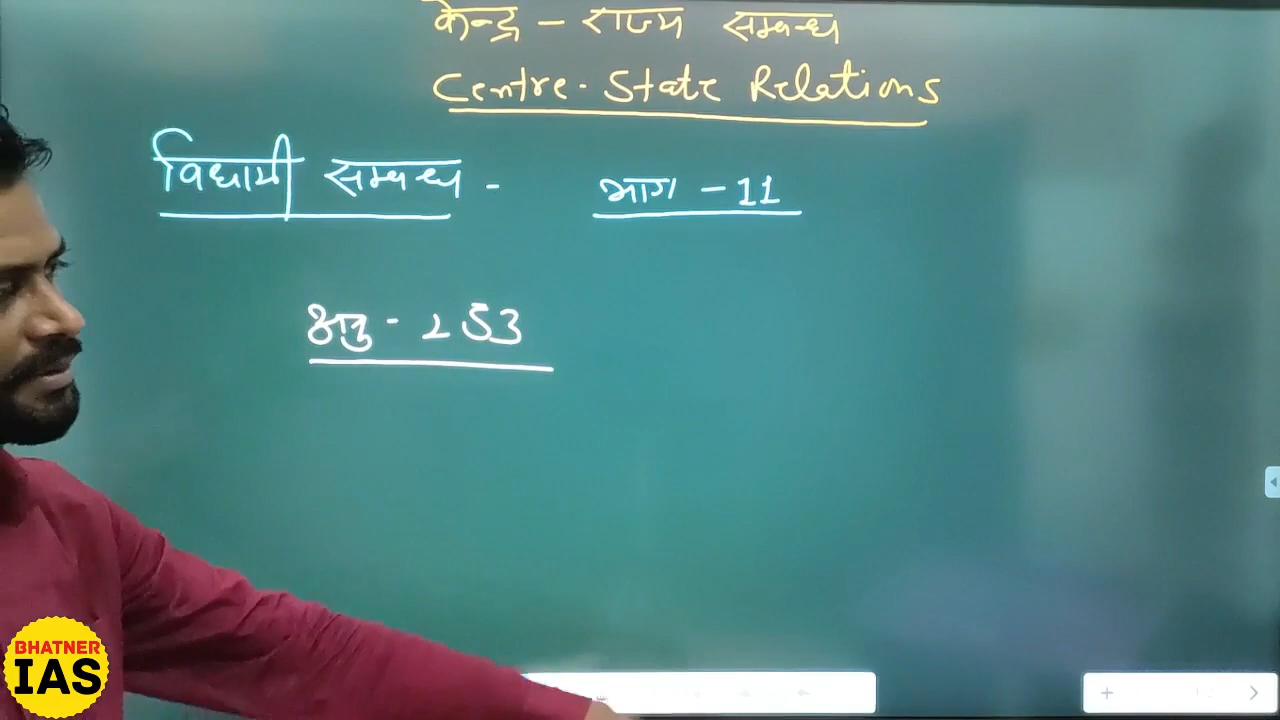 केन्द्र - राज्य सम्बन्ध
Centre-State Relations
विधायी सम्बन्ध - भाग - 11
अनु - 253
BHATNER
IAS